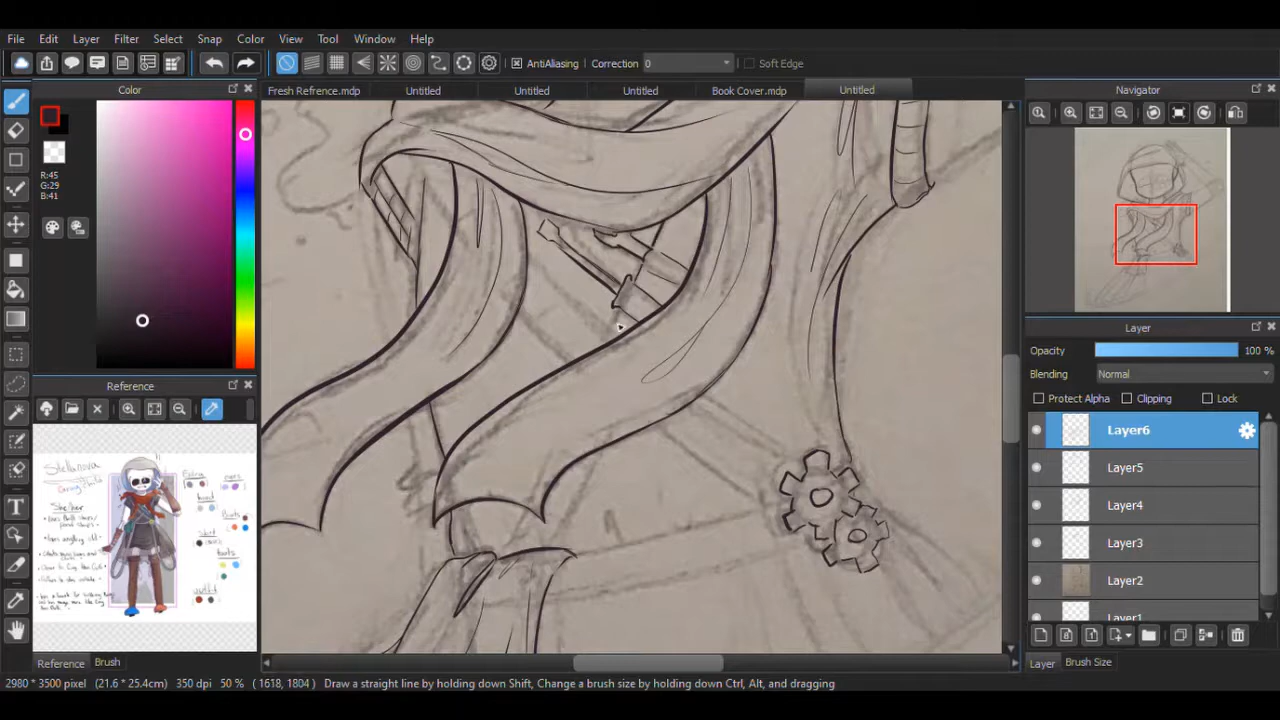 File Edit Layer Filter Select Snap Color View Tool Window Help
AntiAliasing Correction 0 Soft Edge
Color
Fresh Refrence.mdp Untitled Untitled Untitled Book Cover.mdp Untitled
Navigator
R:45
G:29
B:41
Layer
Opacity 100 %
Blending Normal
Protect Alpha Clipping Lock
Reference
Layer6
Stellanova
Layer5
Layer4
Layer3
Layer2
Layer1
Reference Brush
Layer Brush Size
2980 * 3500 pixel (21.6 * 25.4cm) 350 dpi 50 % ( 1618, 1804 ) Draw a straight line by holding down Shift, Change a brush size by holding down Ctrl, Alt, and dragging